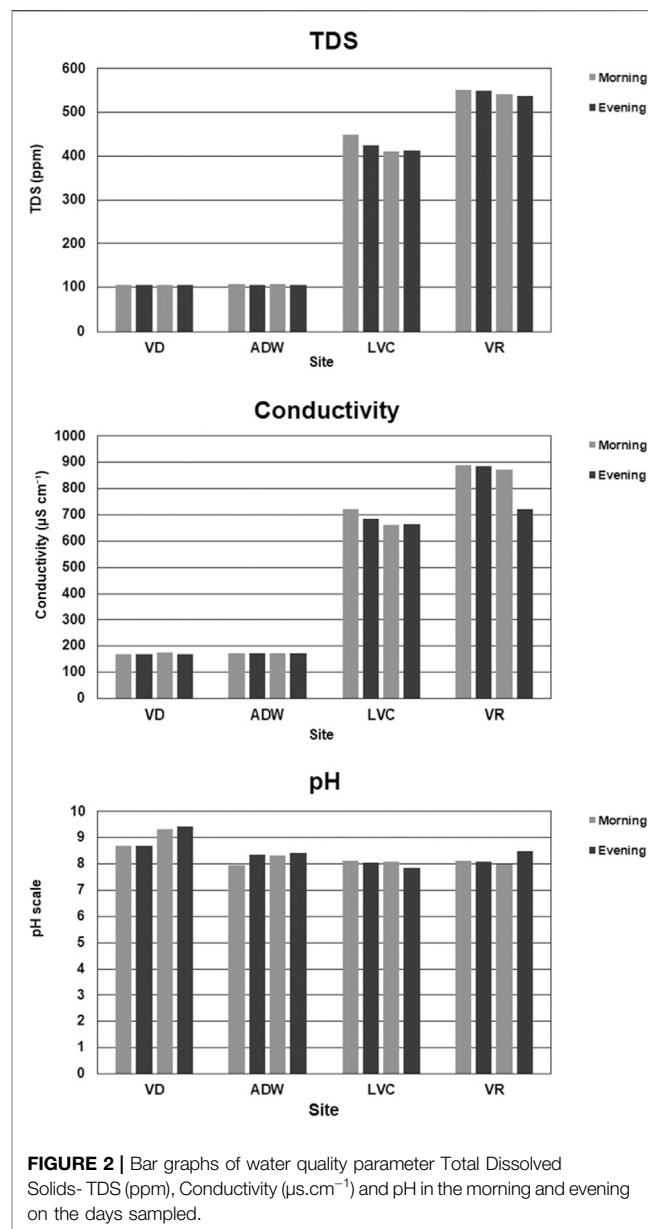 TDS
600
500
400
300
200
100
0
TDS (ppm)
VD ADW LVC VR
Site
Morning
Evening
Conductivity
1000
900
800
700
600
500
400
300
200
100
0
Conductivity (µS cm⁻¹)
VD ADW LVC VR
Site
Morning
Evening
pH
10
9
8
7
6
5
4
3
2
1
0
pH scale
VD ADW LVC VR
Site
Morning
Evening
FIGURE 2 | Bar graphs of water quality parameter Total Dissolved
Solids- TDS (ppm), Conductivity (µs.cm⁻¹) and pH in the morning and evening
on the days sampled.